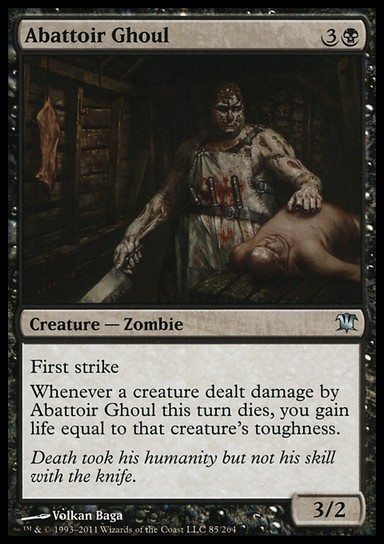 Abattoir Ghoul 3
Creature — Zombie
First strike
Whenever a creature dealt damage by
Abattoir Ghoul this turn dies, you gain
life equal to that creature's toughness.
Death took his humanity but not his skill
with the knife.
3/2
Volkan Baga
™ & © 1993–2011 Wizards of the Coast LLC 85/264